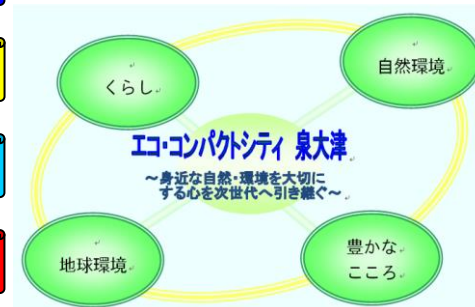 くらし
自然環境
エコ・コンパクトシティ 泉大津
～身近な自然・環境を大切に
する心を次世代へ引き継ぐ～
地球環境
豊かな
こころ